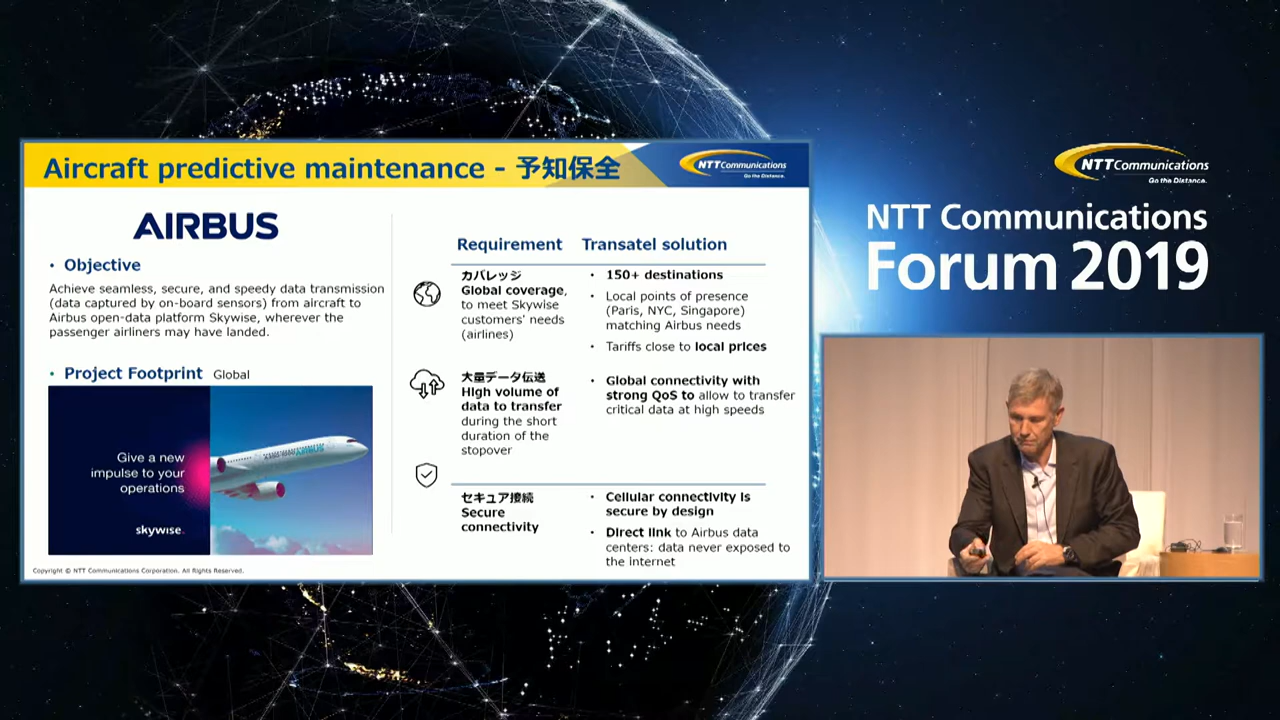 Aircraft predictive maintenance - 予知保全
NTT Communications
Go the Distance.
AIRBUS
• Objective
Achieve seamless, secure, and speedy data transmission
(data captured by on-board sensors) from aircraft to
Airbus open-data platform Skywise, wherever the
passenger airliners may have landed.
• Project Footprint Global
Give a new
impulse to your
operations
skywise.
AIRBUS
Requirement Transatel solution
カバレッジ
Global coverage,
to meet Skywise
customers' needs
(airlines)
• 150+ destinations
• Local points of presence
(Paris, NYC, Singapore)
matching Airbus needs
• Tariffs close to local prices
大量データ伝送
High volume of
data to transfer
during the short
duration of the
stopover
• Global connectivity with
strong QoS to allow to transfer
critical data at high speeds
セキュア接続
Secure
connectivity
• Cellular connectivity is
secure by design
• Direct link to Airbus data
centers: data never exposed to
the internet
Copyright © NTT Communications Corporation. All Rights Reserved.
NTT Communications
Go the Distance.
NTT Communications
Forum 2019